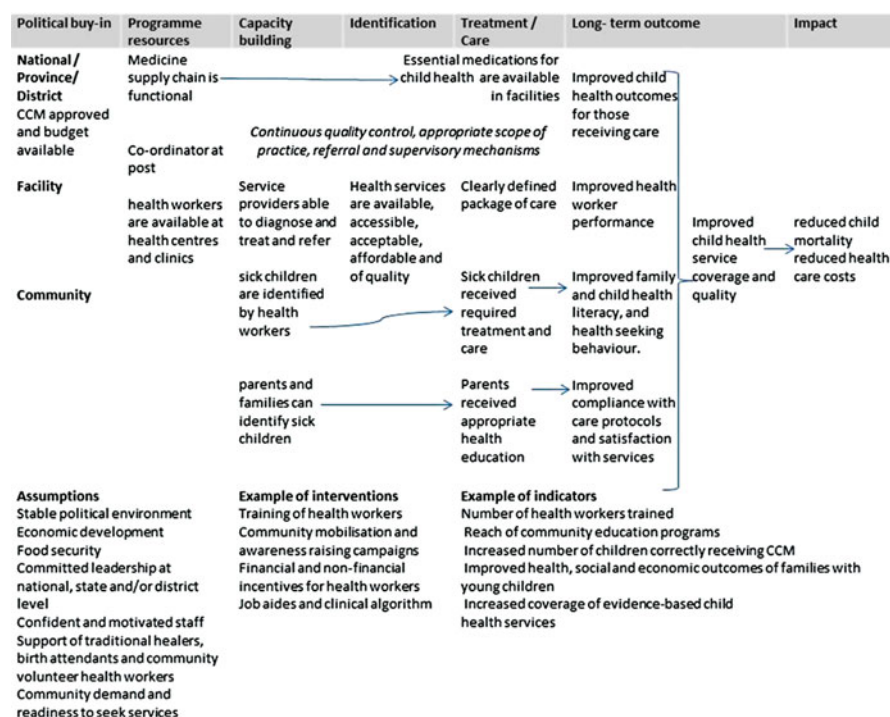 Political buy-in
Programme
resources
Capacity
building
Identification
Treatment /
Care
Long- term outcome
Impact
National /
Province/
District
CCM approved
and budget
available
Medicine
supply chain is
functional
Essential medications for
child health are available
in facilities
Improved child
health outcomes
for those
receiving care
Continuous quality control, appropriate scope of
practice, referral and supervisory mechanisms
Co-ordinator at
post
Facility
health workers
are available at
health centres
and clinics
Service
providers able
to diagnose and
treat and refer
Health services
are available,
accessible,
acceptable,
affordable and
of quality
Clearly defined
package of care
Improved health
worker
performance
Improved
child health
service
coverage and
quality
reduced child
mortality
reduced health
care costs
Community
sick children
are identified
by health
workers
Sick children
received
required
treatment and
care
Improved family
and child health
literacy, and
health seeking
behaviour.
parents and
families can
identify sick
children
Parents
received
appropriate
health
education
Improved
compliance with
care protocols
and satisfaction
with services
Assumptions
Stable political environment
Economic development
Food security
Committed leadership at
national, state and/or district
level
Confident and motivated staff
Support of traditional healers,
birth attendants and community
volunteer health workers
Community demand and
readiness to seek services
Example of interventions
Training of health workers
Community mobilisation and
awareness raising campaigns
Financial and non-financial
incentives for health workers
Job aides and clinical algorithm
Example of indicators
Number of health workers trained
Reach of community education programs
Increased number of children correctly receiving CCM
Improved health, social and economic outcomes of families with
young children
Increased coverage of evidence-based child
health services